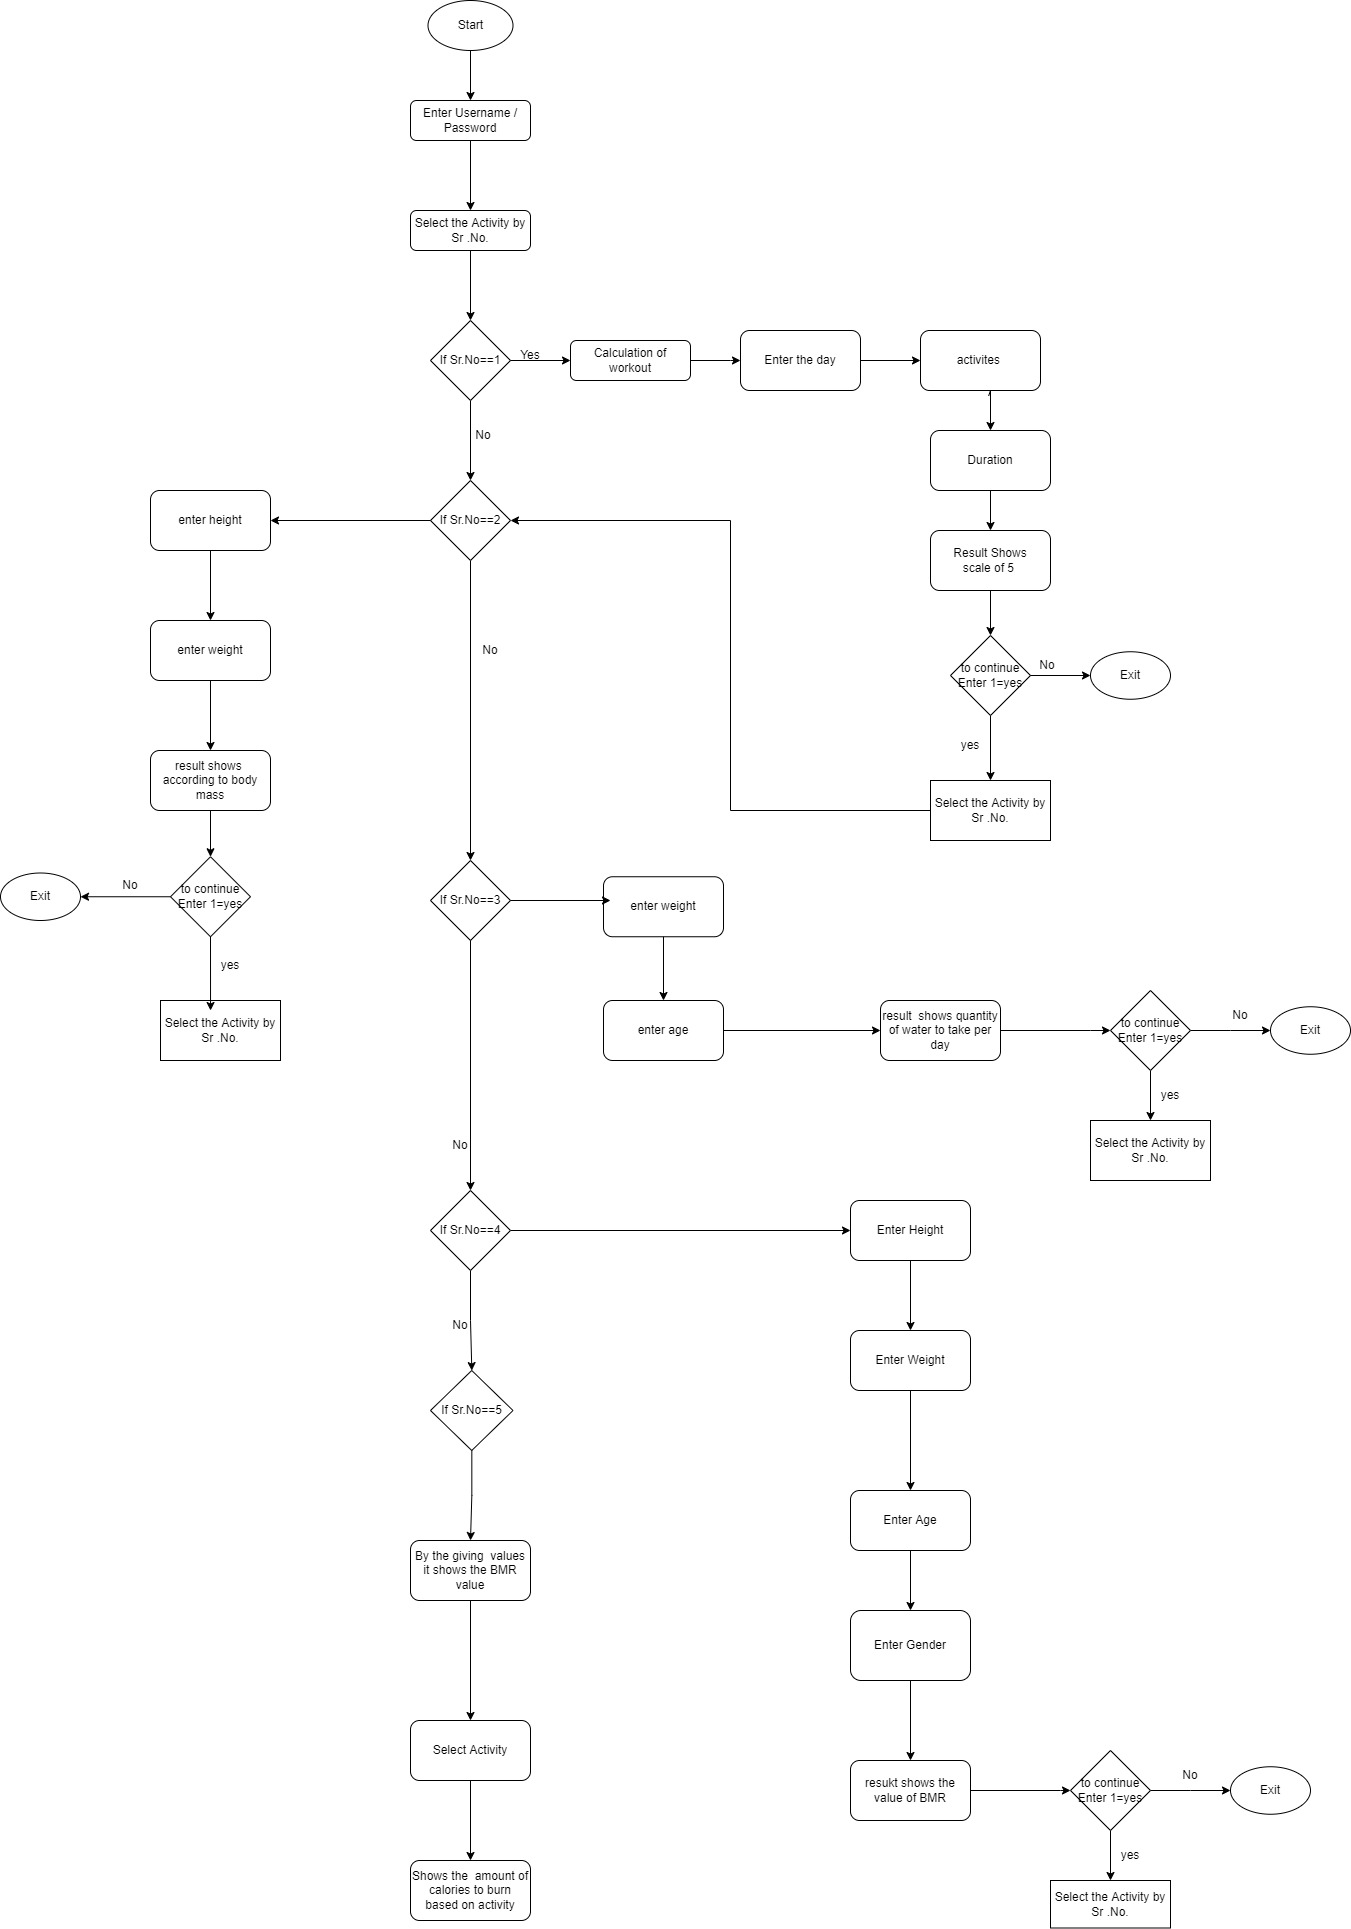 Start
Enter Username /
Password
Select the Activity by
Sr .No.
If Sr.No==1
Yes
Calculation of
workout
Enter the day
activites
No
Duration
enter height
If Sr.No==2
Result Shows
scale of 5
enter weight
No
to continue
Enter 1=yes
No
Exit
yes
result shows
according to body
mass
Select the Activity by
Sr .No.
Exit
No
to continue
Enter 1=yes
If Sr.No==3
enter weight
yes
Select the Activity by
Sr .No.
enter age
result  shows quantity
of water to take per
day
to continue
Enter 1=yes
No
Exit
yes
No
Select the Activity by
Sr .No.
If Sr.No==4
Enter Height
No
Enter Weight
If Sr.No==5
Enter Age
By the giving  values
it shows the BMR
value
Enter Gender
Select Activity
resukt shows the
value of BMR
to continue
Enter 1=yes
No
Exit
yes
Shows the  amount of
calories to burn
based on activity
Select the Activity by
Sr .No.